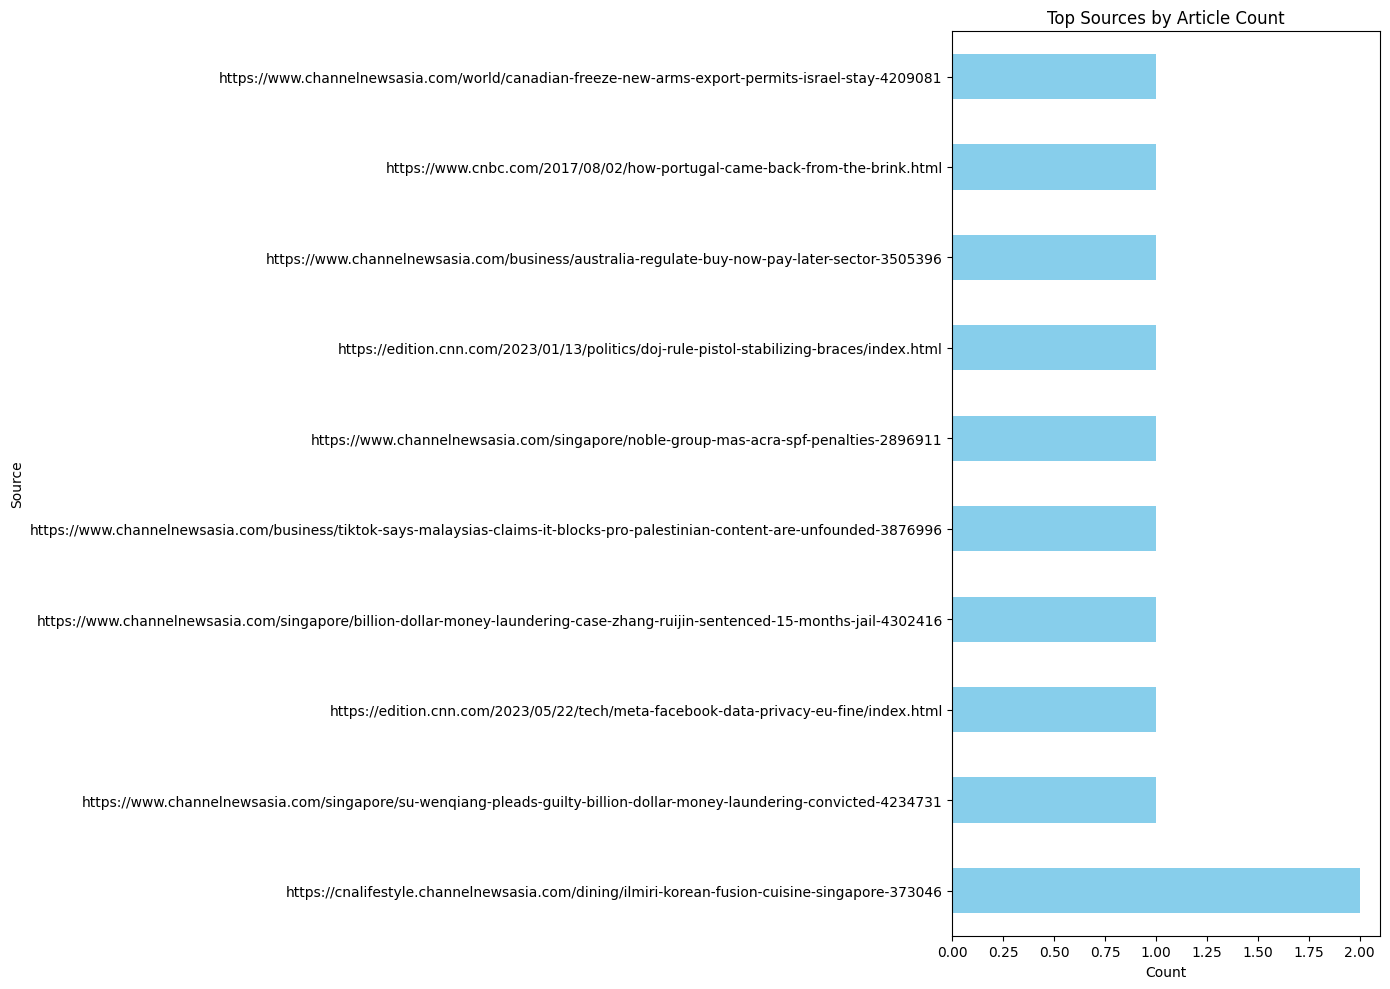 Top Sources by Article Count
https://www.channelnewsasia.com/world/canadian-freeze-new-arms-export-permits-israel-stay-4209081
https://www.cnbc.com/2017/08/02/how-portugal-came-back-from-the-brink.html
https://www.channelnewsasia.com/business/australia-regulate-buy-now-pay-later-sector-3505396
https://edition.cnn.com/2023/01/13/politics/doj-rule-pistol-stabilizing-braces/index.html
https://www.channelnewsasia.com/singapore/noble-group-mas-acra-spf-penalties-2896911
Source
https://www.channelnewsasia.com/business/tiktok-says-malaysias-claims-it-blocks-pro-palestinian-content-are-unfounded-3876996
https://www.channelnewsasia.com/singapore/billion-dollar-money-laundering-case-zhang-ruijin-sentenced-15-months-jail-4302416
https://edition.cnn.com/2023/05/22/tech/meta-facebook-data-privacy-eu-fine/index.html
https://www.channelnewsasia.com/singapore/su-wenqiang-pleads-guilty-billion-dollar-money-laundering-convicted-4234731
https://cnalifestyle.channelnewsasia.com/dining/ilmiri-korean-fusion-cuisine-singapore-373046
0.00 0.25 0.50 0.75 1.00 1.25 1.50 1.75 2.00
Count